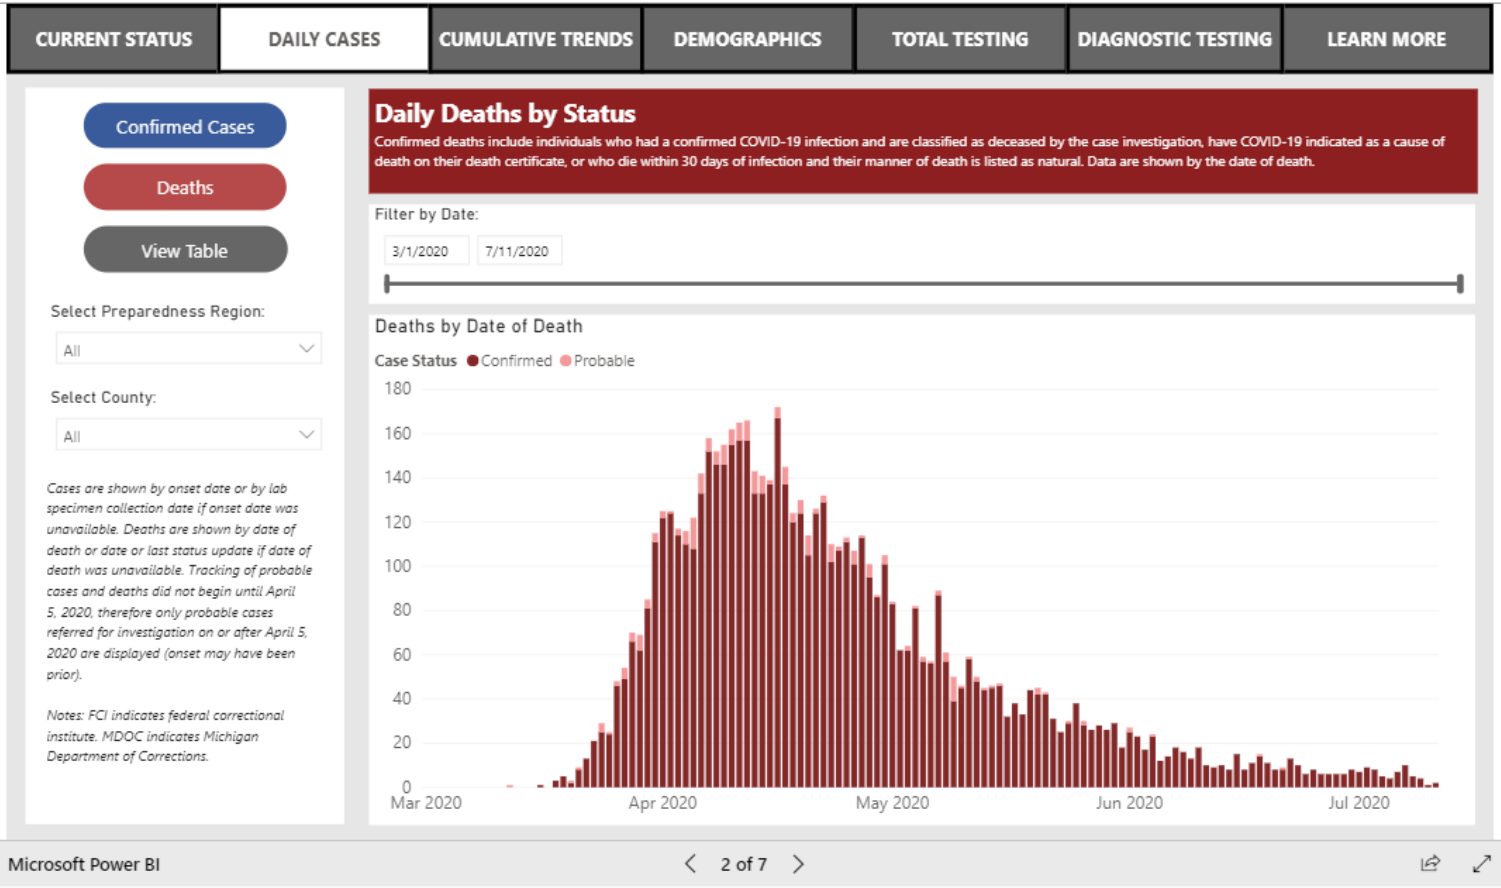 CURRENT STATUS
DAILY CASES
CUMULATIVE TRENDS
DEMOGRAPHICS
TOTAL TESTING
DIAGNOSTIC TESTING
LEARN MORE
Confirmed Cases
Deaths
View Table
Select Preparedness Region:
All
Select County:
All
Cases are shown by onset date or by lab
specimen collection date if onset date was
unavailable. Deaths are shown by date of
death or date or last status update if date of
death was unavailable. Tracking of probable
cases and deaths did not begin until April
5, 2020, therefore only probable cases
referred for investigation on or after April 5,
2020 are displayed (onset may have been
prior).
Notes: FCI indicates federal correctional
institute. MDOC indicates Michigan
Department of Corrections.
Daily Deaths by Status
Confirmed deaths include individuals who had a confirmed COVID-19 infection and are classified as deceased by the case investigation, have COVID-19 indicated as a cause of
death on their death certificate, or who die within 30 days of infection and their manner of death is listed as natural. Data are shown by the date of death.
Filter by Date:
3/1/2020
7/11/2020
Deaths by Date of Death
Case Status Confirmed Probable
180
160
140
120
100
80
60
40
20
0
Mar 2020
Apr 2020
May 2020
Jun 2020
Jul 2020
Microsoft Power BI
2 of 7